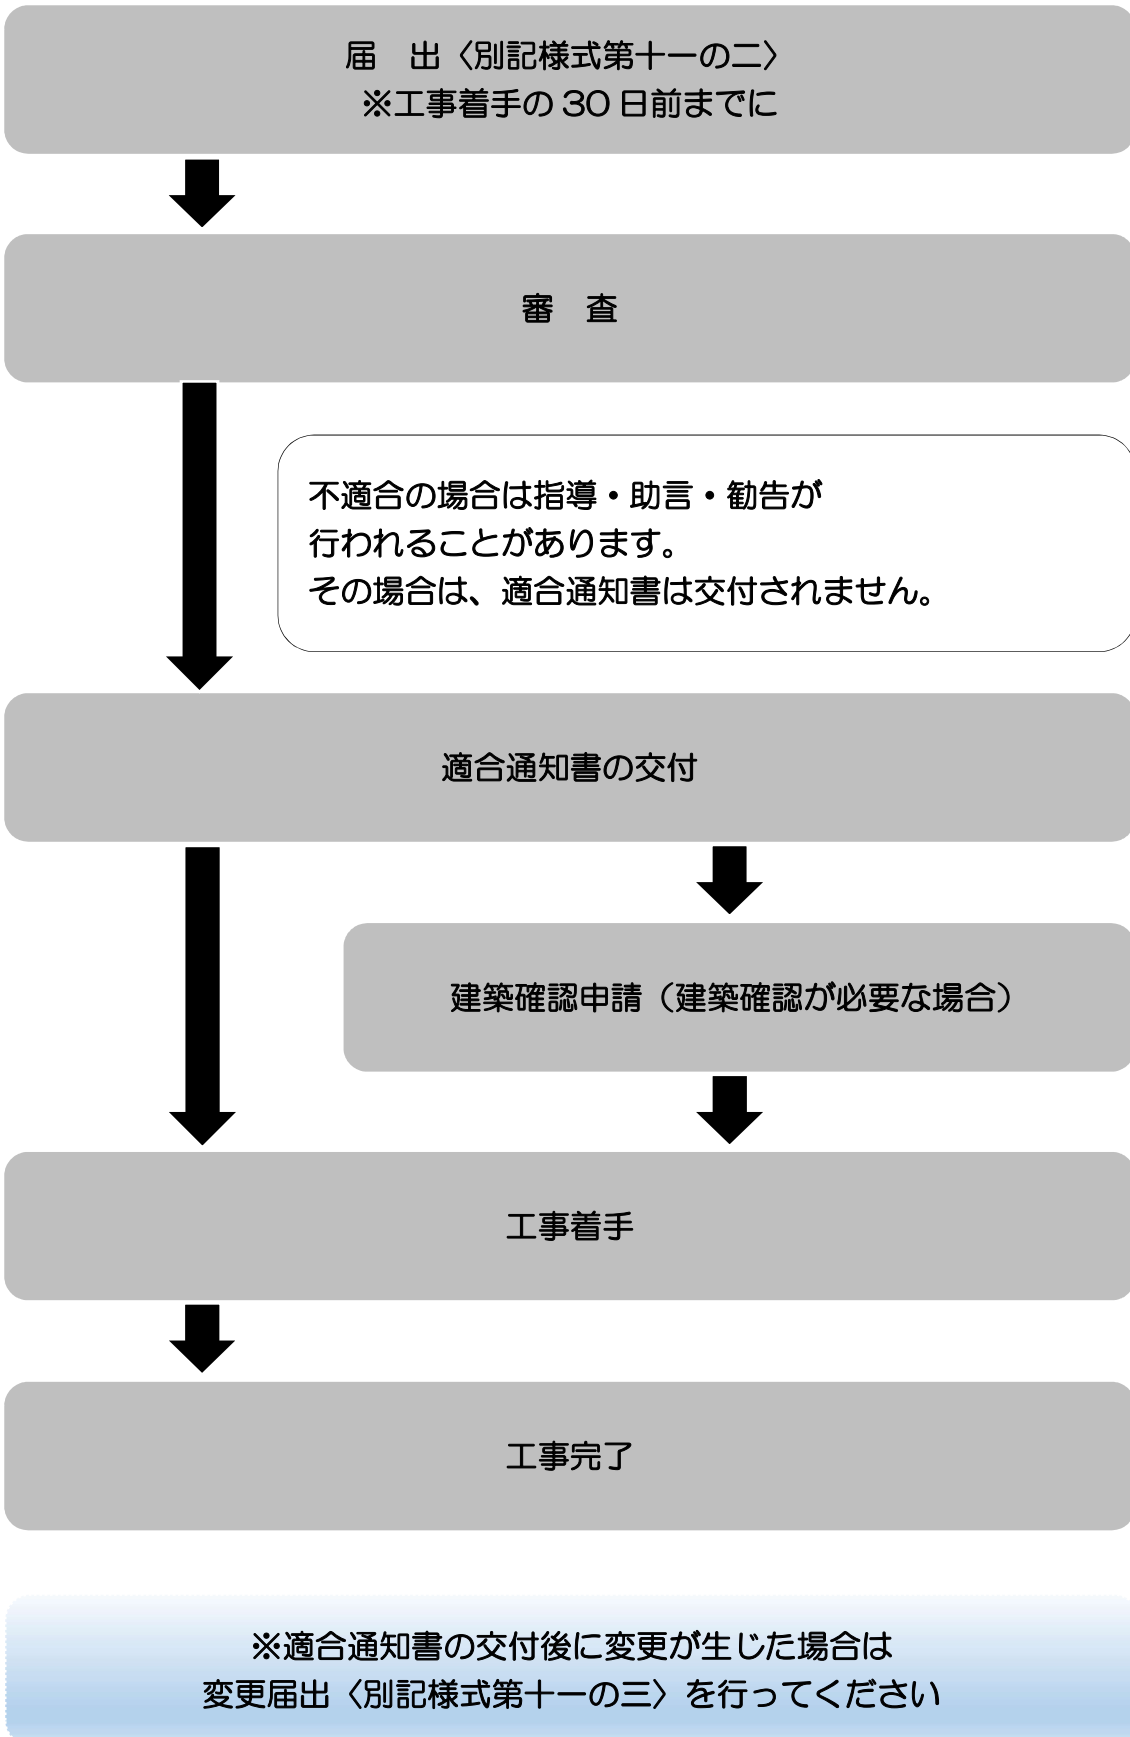 届　出〈別記様式第十一の二〉
※工事着手の 30 日前までに
審　査
不適合の場合は指導・助言・勧告が
行われることがあります。
その場合は、適合通知書は交付されません。
適合通知書の交付
建築確認申請（建築確認が必要な場合）
工事着手
工事完了
※適合通知書の交付後に変更が生じた場合は
変更届出〈別記様式第十一の三〉を行ってください